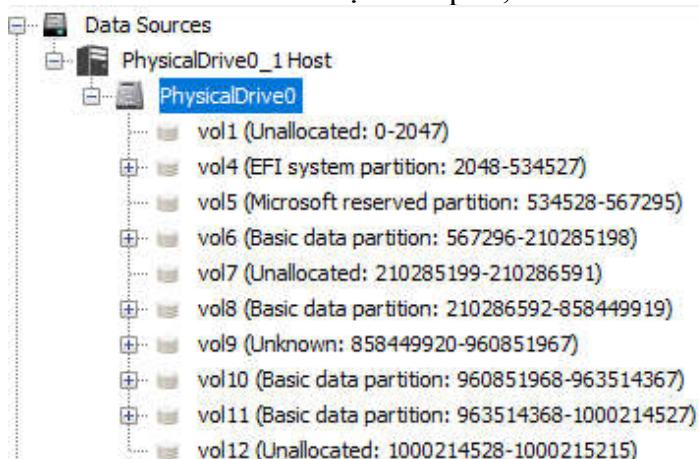 Data Sources
PhysicalDrive0_1 Host
PhysicalDrive0
vol1 (Unallocated: 0-2047)
vol4 (EFI system partition: 2048-534527)
vol5 (Microsoft reserved partition: 534528-567295)
vol6 (Basic data partition: 567296-210285198)
vol7 (Unallocated: 210285199-210286591)
vol8 (Basic data partition: 210286592-858449919)
vol9 (Unknown: 858449920-960851967)
vol10 (Basic data partition: 960851968-963514367)
vol11 (Basic data partition: 963514368-1000214527)
vol12 (Unallocated: 1000214528-1000215215)